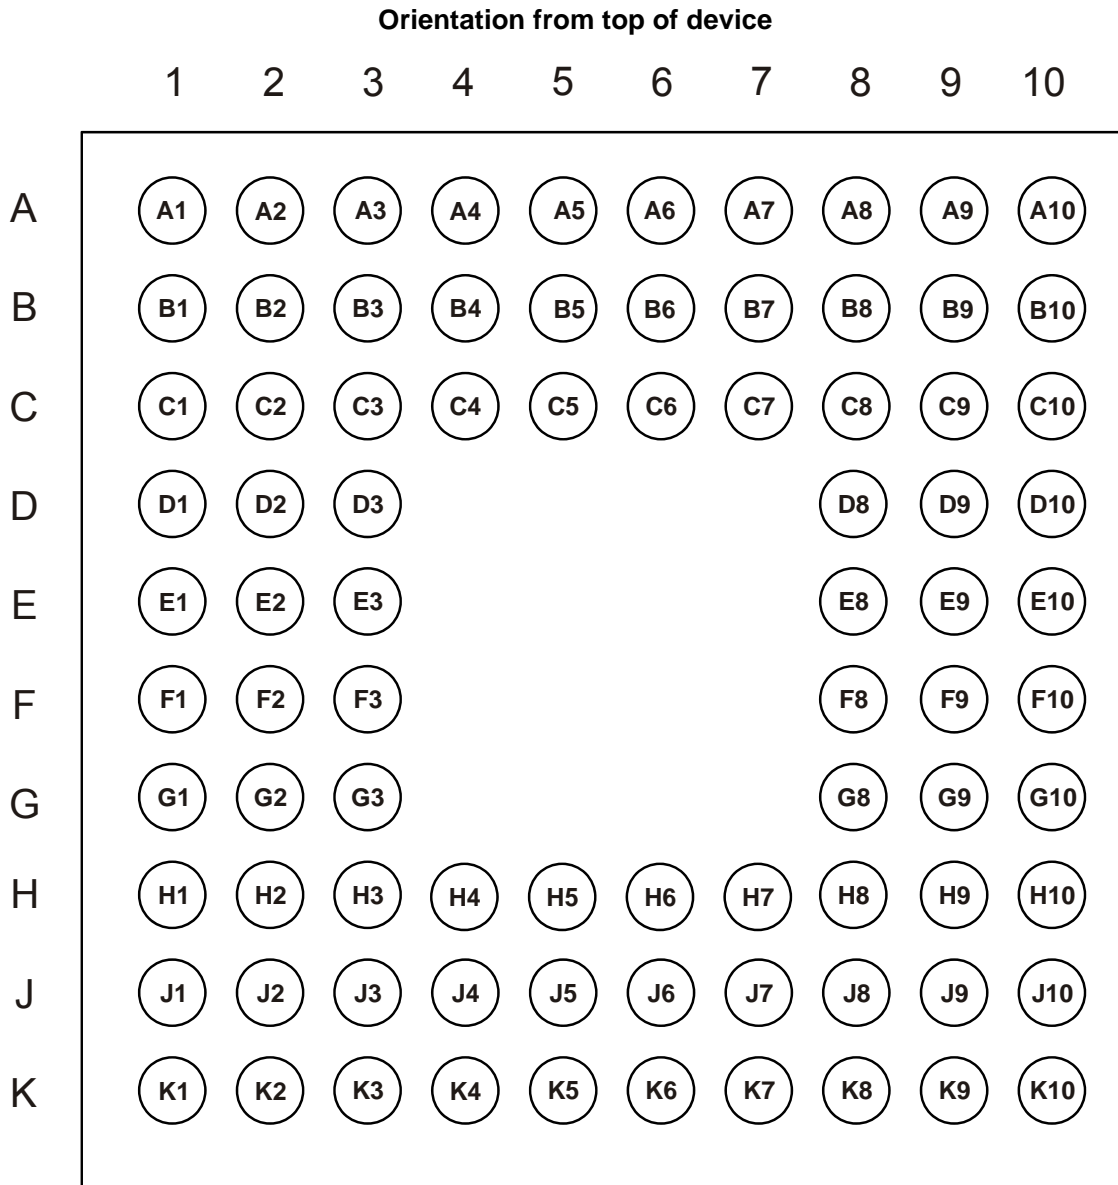 Orientation from top of device
1 2 3 4 5 6 7 8 9 10
A A1 A2 A3 A4 A5 A6 A7 A8 A9 A10
B B1 B2 B3 B4 B5 B6 B7 B8 B9 B10
C C1 C2 C3 C4 C5 C6 C7 C8 C9 C10
D D1 D2 D3 D8 D9 D10
E E1 E2 E3 E8 E9 E10
F F1 F2 F3 F8 F9 F10
G G1 G2 G3 G8 G9 G10
H H1 H2 H3 H4 H5 H6 H7 H8 H9 H10
J J1 J2 J3 J4 J5 J6 J7 J8 J9 J10
K K1 K2 K3 K4 K5 K6 K7 K8 K9 K10